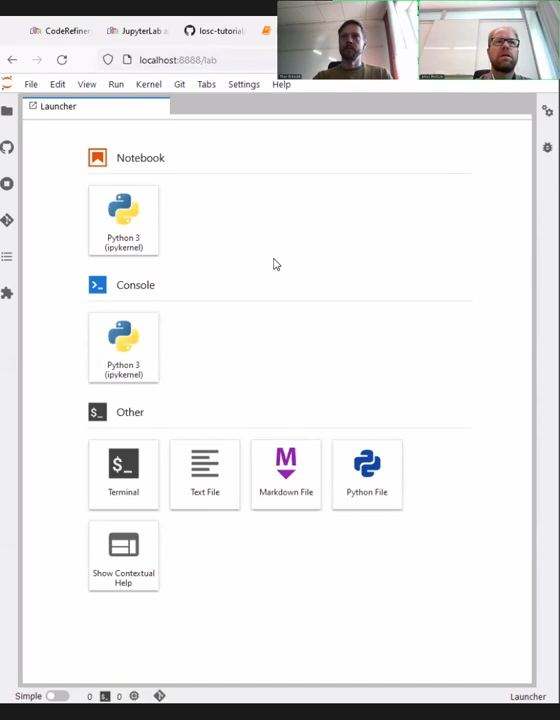 CodeRefiner
JupyterLab
losc-tutorial
localhost:8888/lab
File Edit View Run Kernel Git Tabs Settings Help
Launcher
Notebook
Python 3
(ipykernel)
Console
Python 3
(ipykernel)
$_ Other
$_
M
Terminal Text File Markdown File Python File
Show Contextual
Help
Simple 0 $_ 0 Launcher